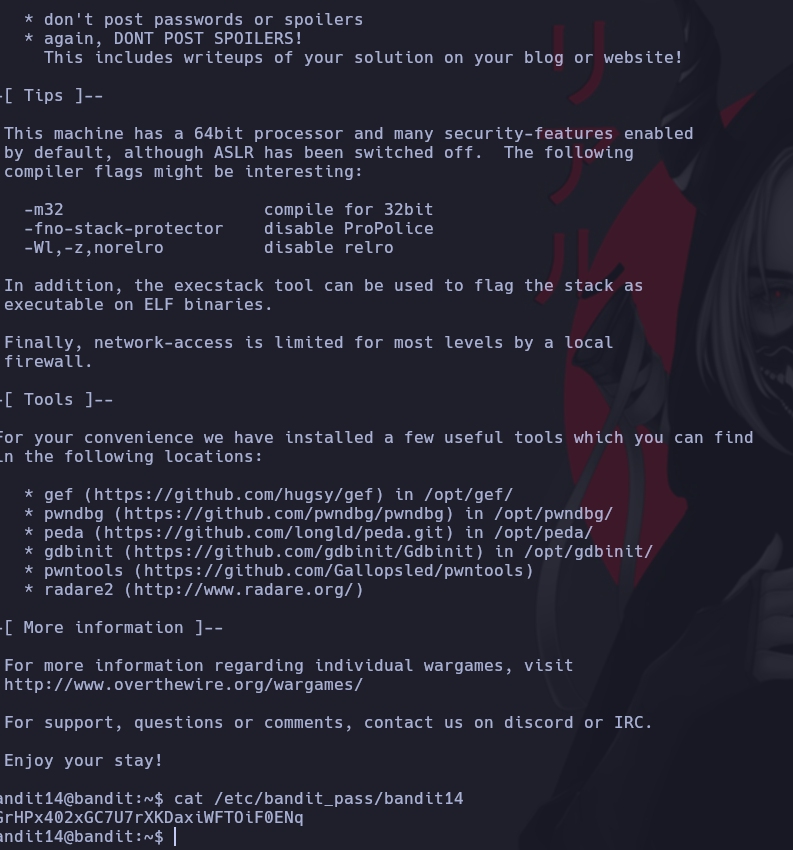 * don't post passwords or spoilers
* again, DONT POST SPOILERS!
This includes writeups of your solution on your blog or website!
-[ Tips ]--
This machine has a 64bit processor and many security-features enabled
by default, although ASLR has been switched off.  The following
compiler flags might be interesting:
-m32                    compile for 32bit
-fno-stack-protector    disable ProPolice
-Wl,-z,norelro          disable relro
In addition, the execstack tool can be used to flag the stack as
executable on ELF binaries.
Finally, network-access is limited for most levels by a local
firewall.
-[ Tools ]--
For your convenience we have installed a few useful tools which you can find
in the following locations:
* gef (https://github.com/hugsy/gef) in /opt/gef/
* pwndbg (https://github.com/pwndbg/pwndbg) in /opt/pwndbg/
* peda (https://github.com/longld/peda.git) in /opt/peda/
* gdbinit (https://github.com/gdbinit/Gdbinit) in /opt/gdbinit/
* pwntools (https://github.com/Gallopsled/pwntools)
* radare2 (http://www.radare.org/)
-[ More information ]--
For more information regarding individual wargames, visit
http://www.overthewire.org/wargames/
For support, questions or comments, contact us on discord or IRC.
Enjoy your stay!
andit14@bandit:~$ cat /etc/bandit_pass/bandit14
GrHPx402xGC7U7rXKDaxiWFTOiF0ENq
andit14@bandit:~$
リアル